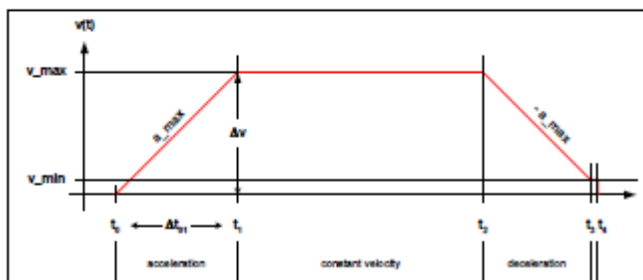 v(t)
v_max
a_max
Δv
- a_max
v_min
t₀ Δt₀₁ t₁ t₂ t₃ t₄
acceleration constant velocity deceleration